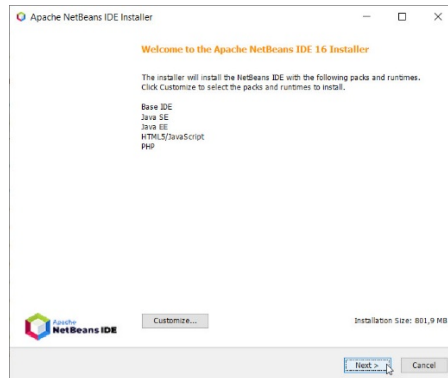 Apache NetBeans IDE Installer
Welcome to the Apache NetBeans IDE 16 Installer
The installer will install the NetBeans IDE with the following packs and runtimes.
Click Customize to select the packs and runtimes to install.
Base IDE
Java SE
Java EE
HTML5/JavaScript
PHP
Apache
NetBeans IDE
Customize...
Installation Size: 801,9 MB
Next >
Cancel